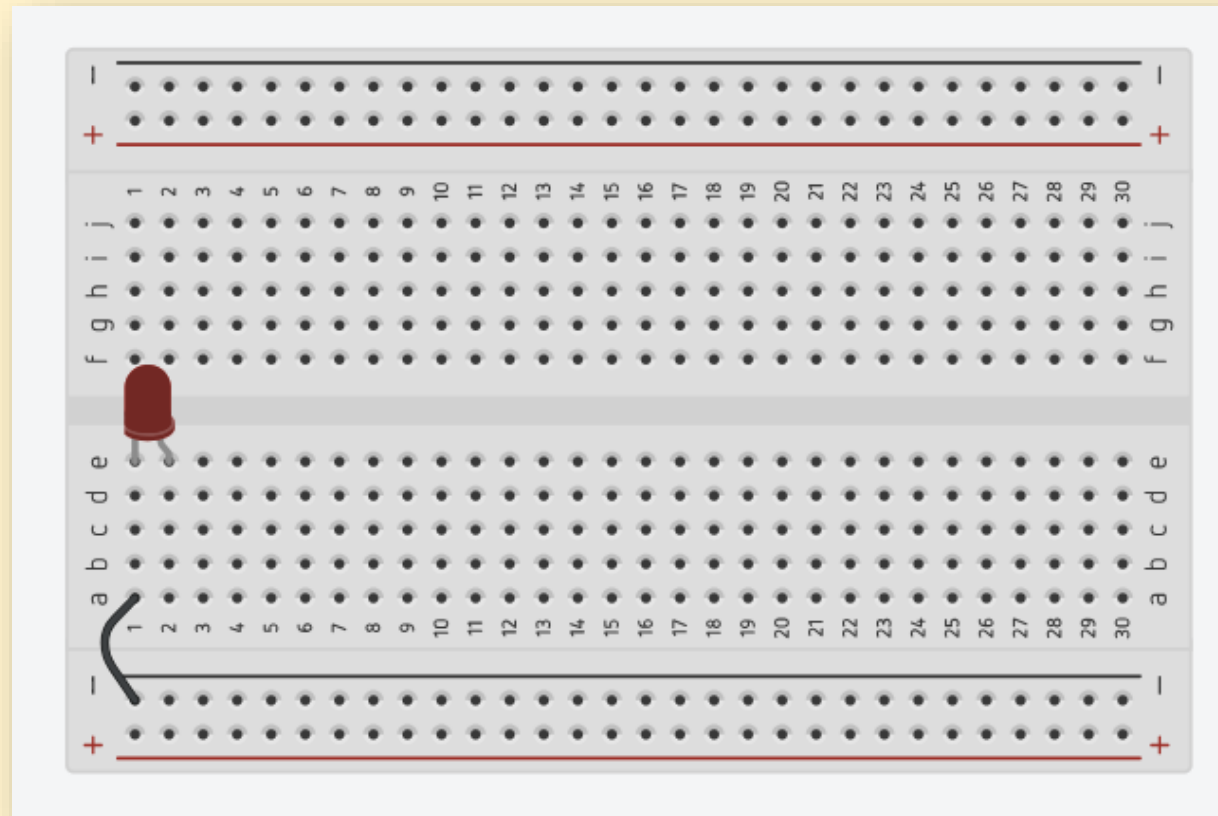 − −
+ +
1 2 3 4 5 6 7 8 9 10 11 12 13 14 15 16 17 18 19 20 21 22 23 24 25 26 27 28 29 30
j j
i i
h h
g g
f f
e e
d d
c c
b b
a a
1 2 3 4 5 6 7 8 9 10 11 12 13 14 15 16 17 18 19 20 21 22 23 24 25 26 27 28 29 30
− −
+ +